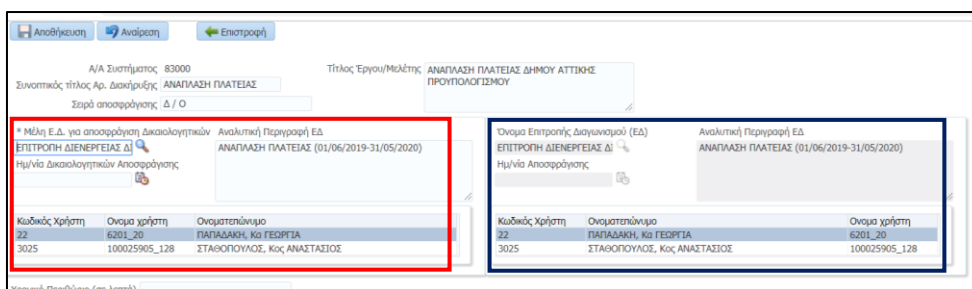 Αποθήκευση Αναίρεση Επιστροφή
Α/Α Συστήματος 83000 Τίτλος Έργου/Μελέτης ΑΝΑΠΛΑΣΗ ΠΛΑΤΕΙΑΣ ΔΗΜΟΥ ΑΤΤΙΚΗΣ
ΠΡΟΥΠΟΛΟΓΙΣΜΟΥ
Συνοπτικός τίτλος Αρ. Διακήρυξης ΑΝΑΠΛΑΣΗ ΠΛΑΤΕΙΑΣ
Σειρά αποσφράγισης Δ / Ο
* Μέλη Ε.Δ. για αποσφράγιση Δικαιολογητικών Αναλυτική Περιγραφή ΕΔ
ΕΠΙΤΡΟΠΗ ΔΙΕΝΕΡΓΕΙΑΣ ΔΙ ΑΝΑΠΛΑΣΗ ΠΛΑΤΕΙΑΣ (01/06/2019-31/05/2020)
Ημ/νία Δικαιολογητικών Αποσφράγισης
Κωδικός Χρήστη Ονομα χρήστη Ονοματεπώνυμο
22 6201_20 ΠΑΠΑΔΑΚΗ, Κα ΓΕΩΡΓΙΑ
3025 100025905_128 ΣΤΑΘΟΠΟΥΛΟΣ, Κος ΑΝΑΣΤΑΣΙΟΣ
Όνομα Επιτροπής Διαγωνισμού (ΕΔ) Αναλυτική Περιγραφή ΕΔ
ΕΠΙΤΡΟΠΗ ΔΙΕΝΕΡΓΕΙΑΣ ΔΙ ΑΝΑΠΛΑΣΗ ΠΛΑΤΕΙΑΣ (01/06/2019-31/05/2020)
Ημ/νία Αποσφράγισης
Κωδικός Χρήστη Ονοματεπώνυμο Ονομα χρήστη
22 ΠΑΠΑΔΑΚΗ, Κα ΓΕΩΡΓΙΑ 6201_20
3025 ΣΤΑΘΟΠΟΥΛΟΣ, Κος ΑΝΑΣΤΑΣΙΟΣ 100025905_128
Χρονικό Περιθώριο (σε λεπτά)